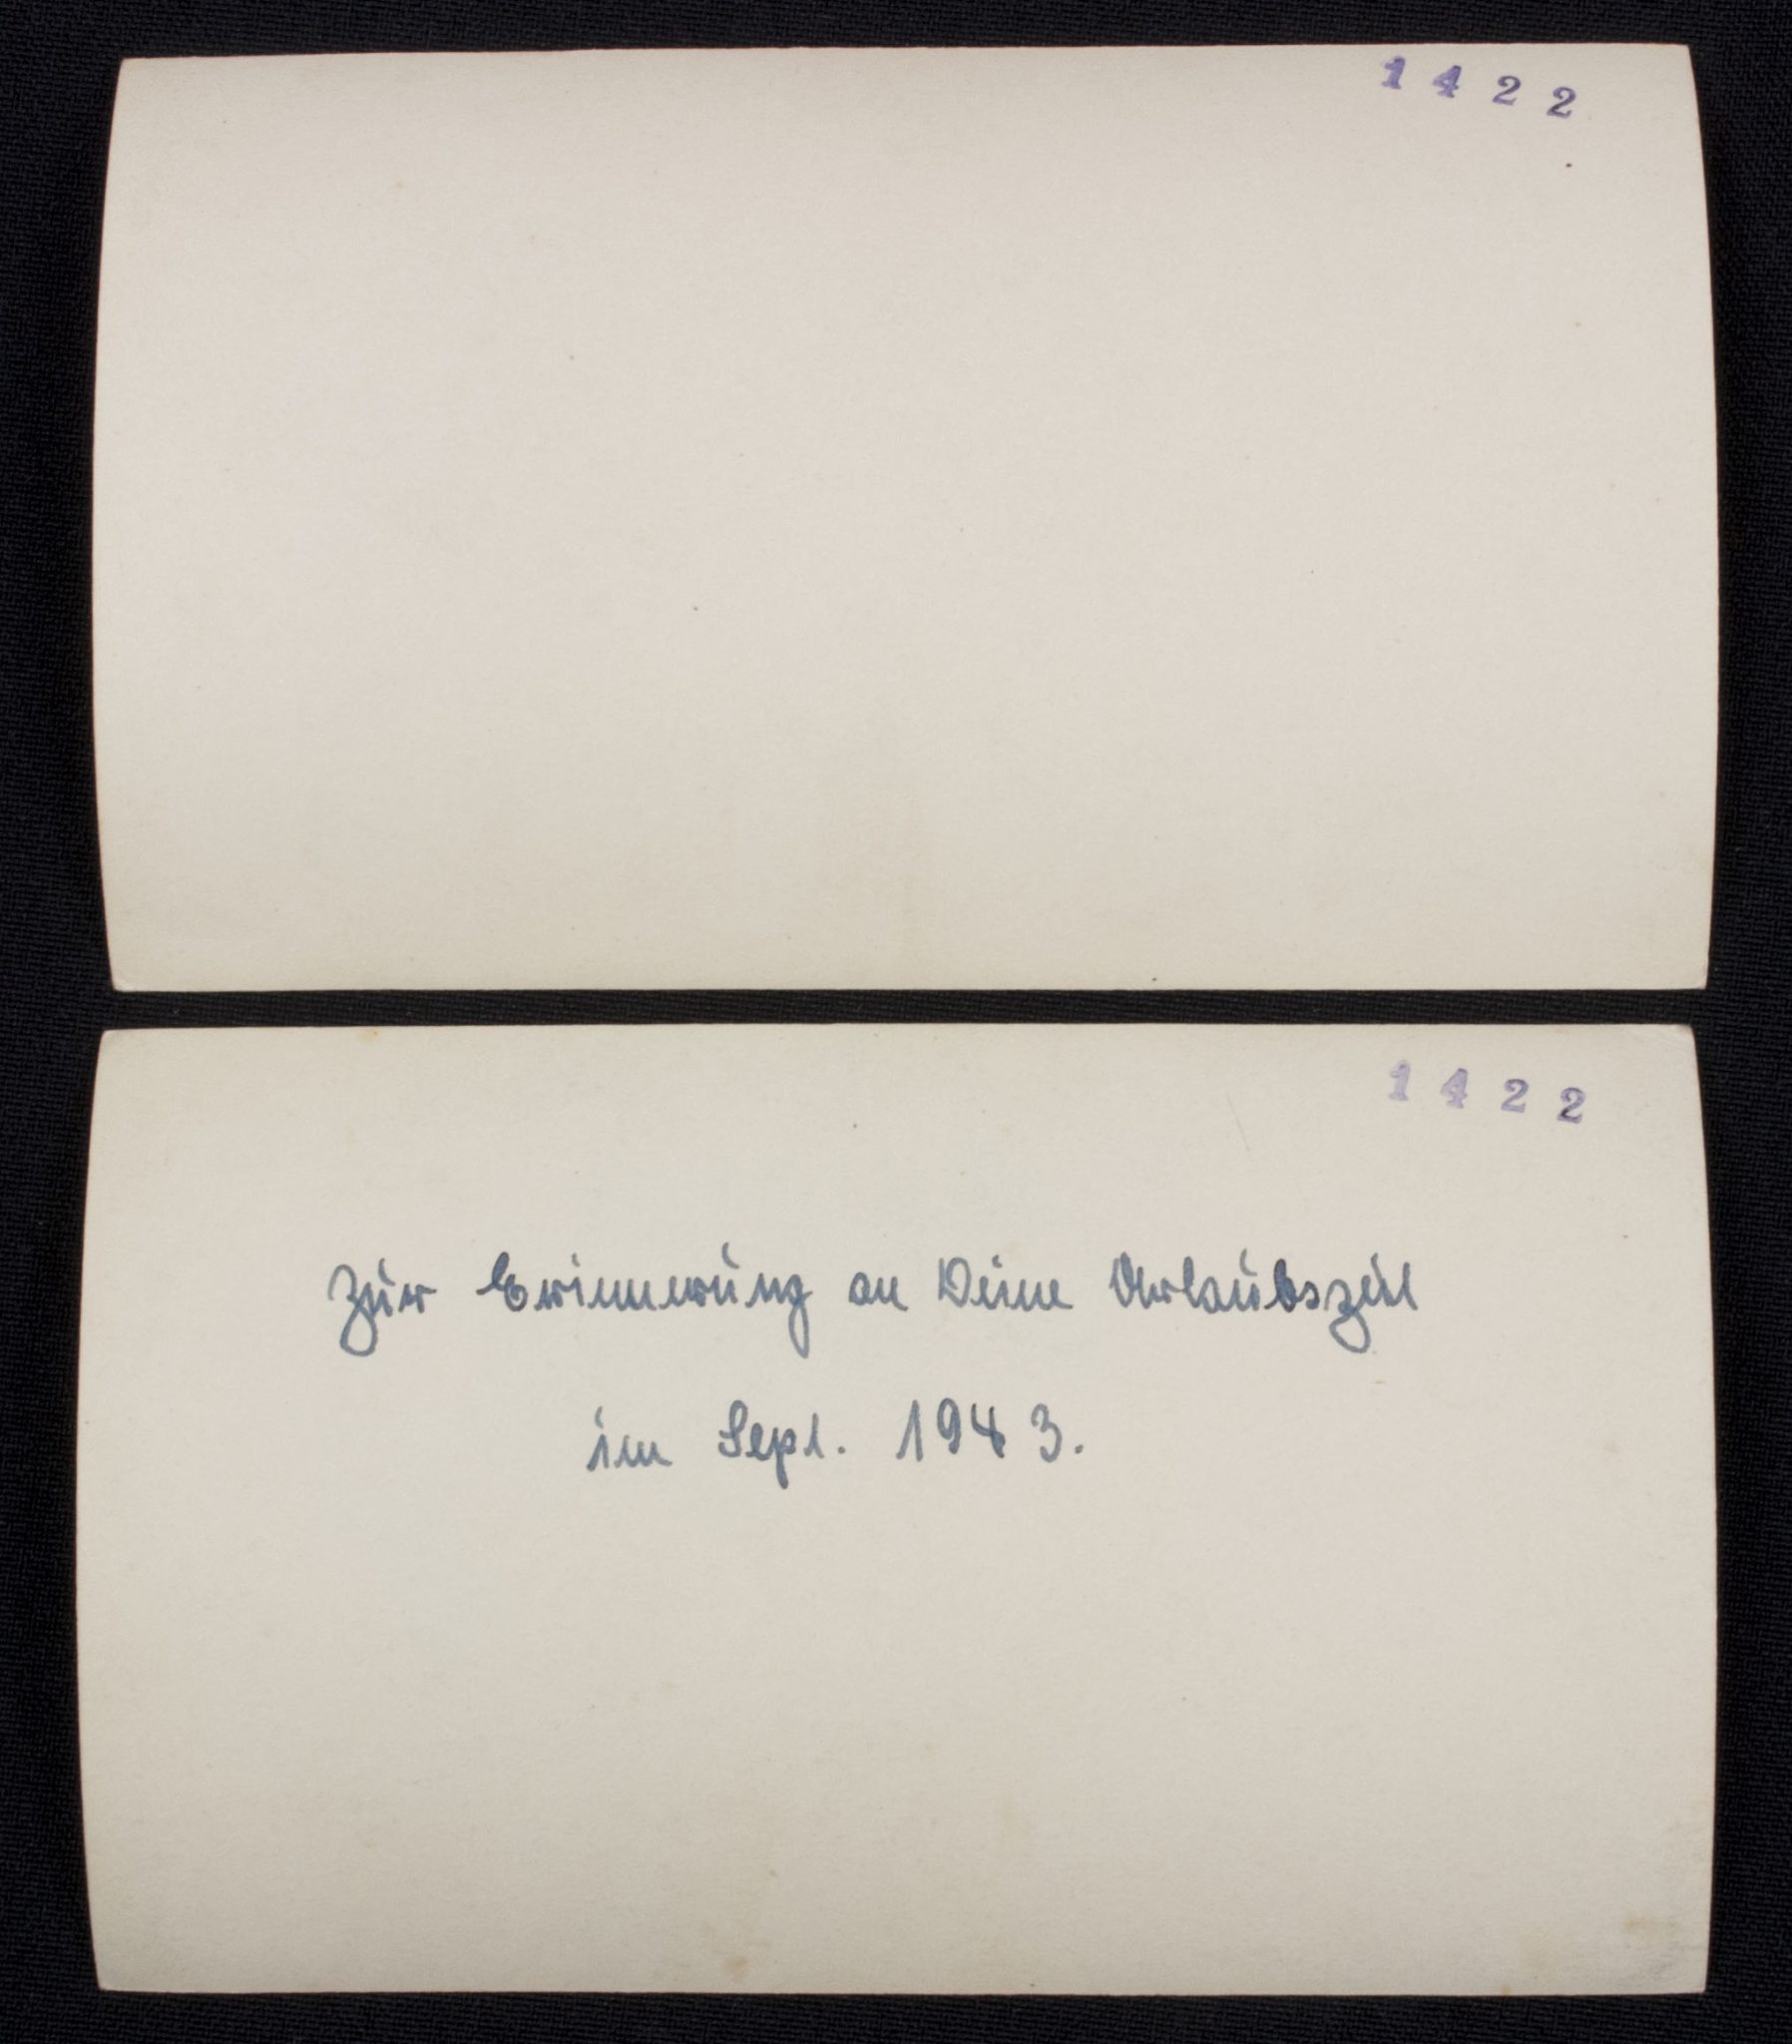 1422
1422
Zur Erinnerung an Deine Urlaubszeit
im Sept. 1943.